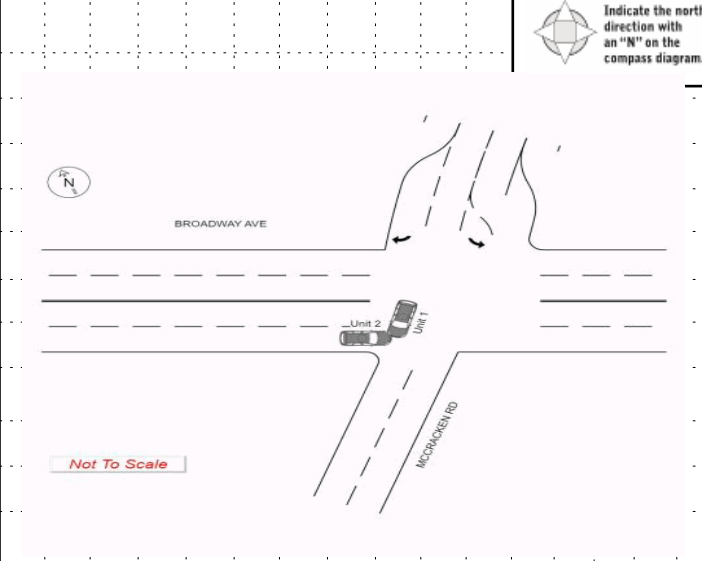 Indicate the north
direction with
an "N" on the
compass diagram.
N
BROADWAY AVE
Unit 2
Unit 1
MCCRACKEN RD
Not To Scale